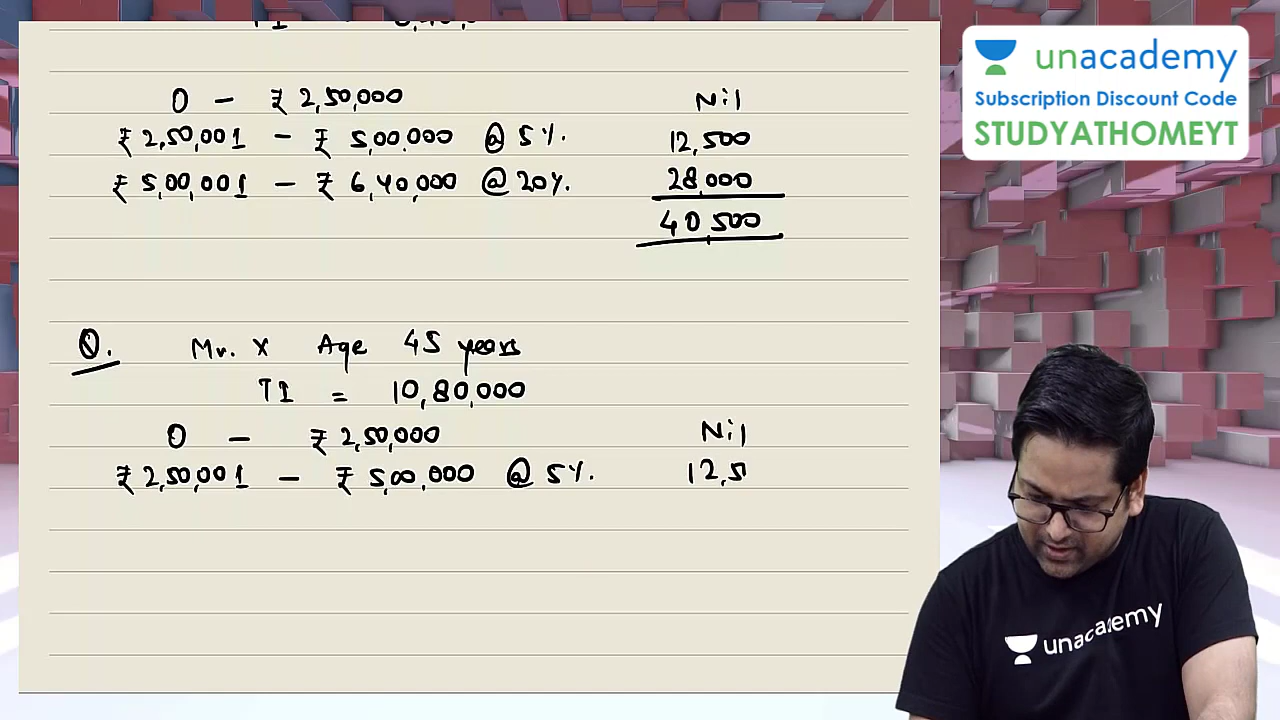 0 - ₹ 2,50,000 Nil
₹ 2,50,001 - ₹ 5,00,000 @ 5%. 12,500
₹ 5,00,001 - ₹ 6,40,000 @ 20%. 28,000
40,500
Q. Mr. X Age 45 years
TI = 10,80,000
0 - ₹ 2,50,000 Nil
₹ 2,50,001 - ₹ 5,00,000 @ 5%. 12,5
unacademy
Subscription Discount Code
STUDYATHOMEYT
unacademy